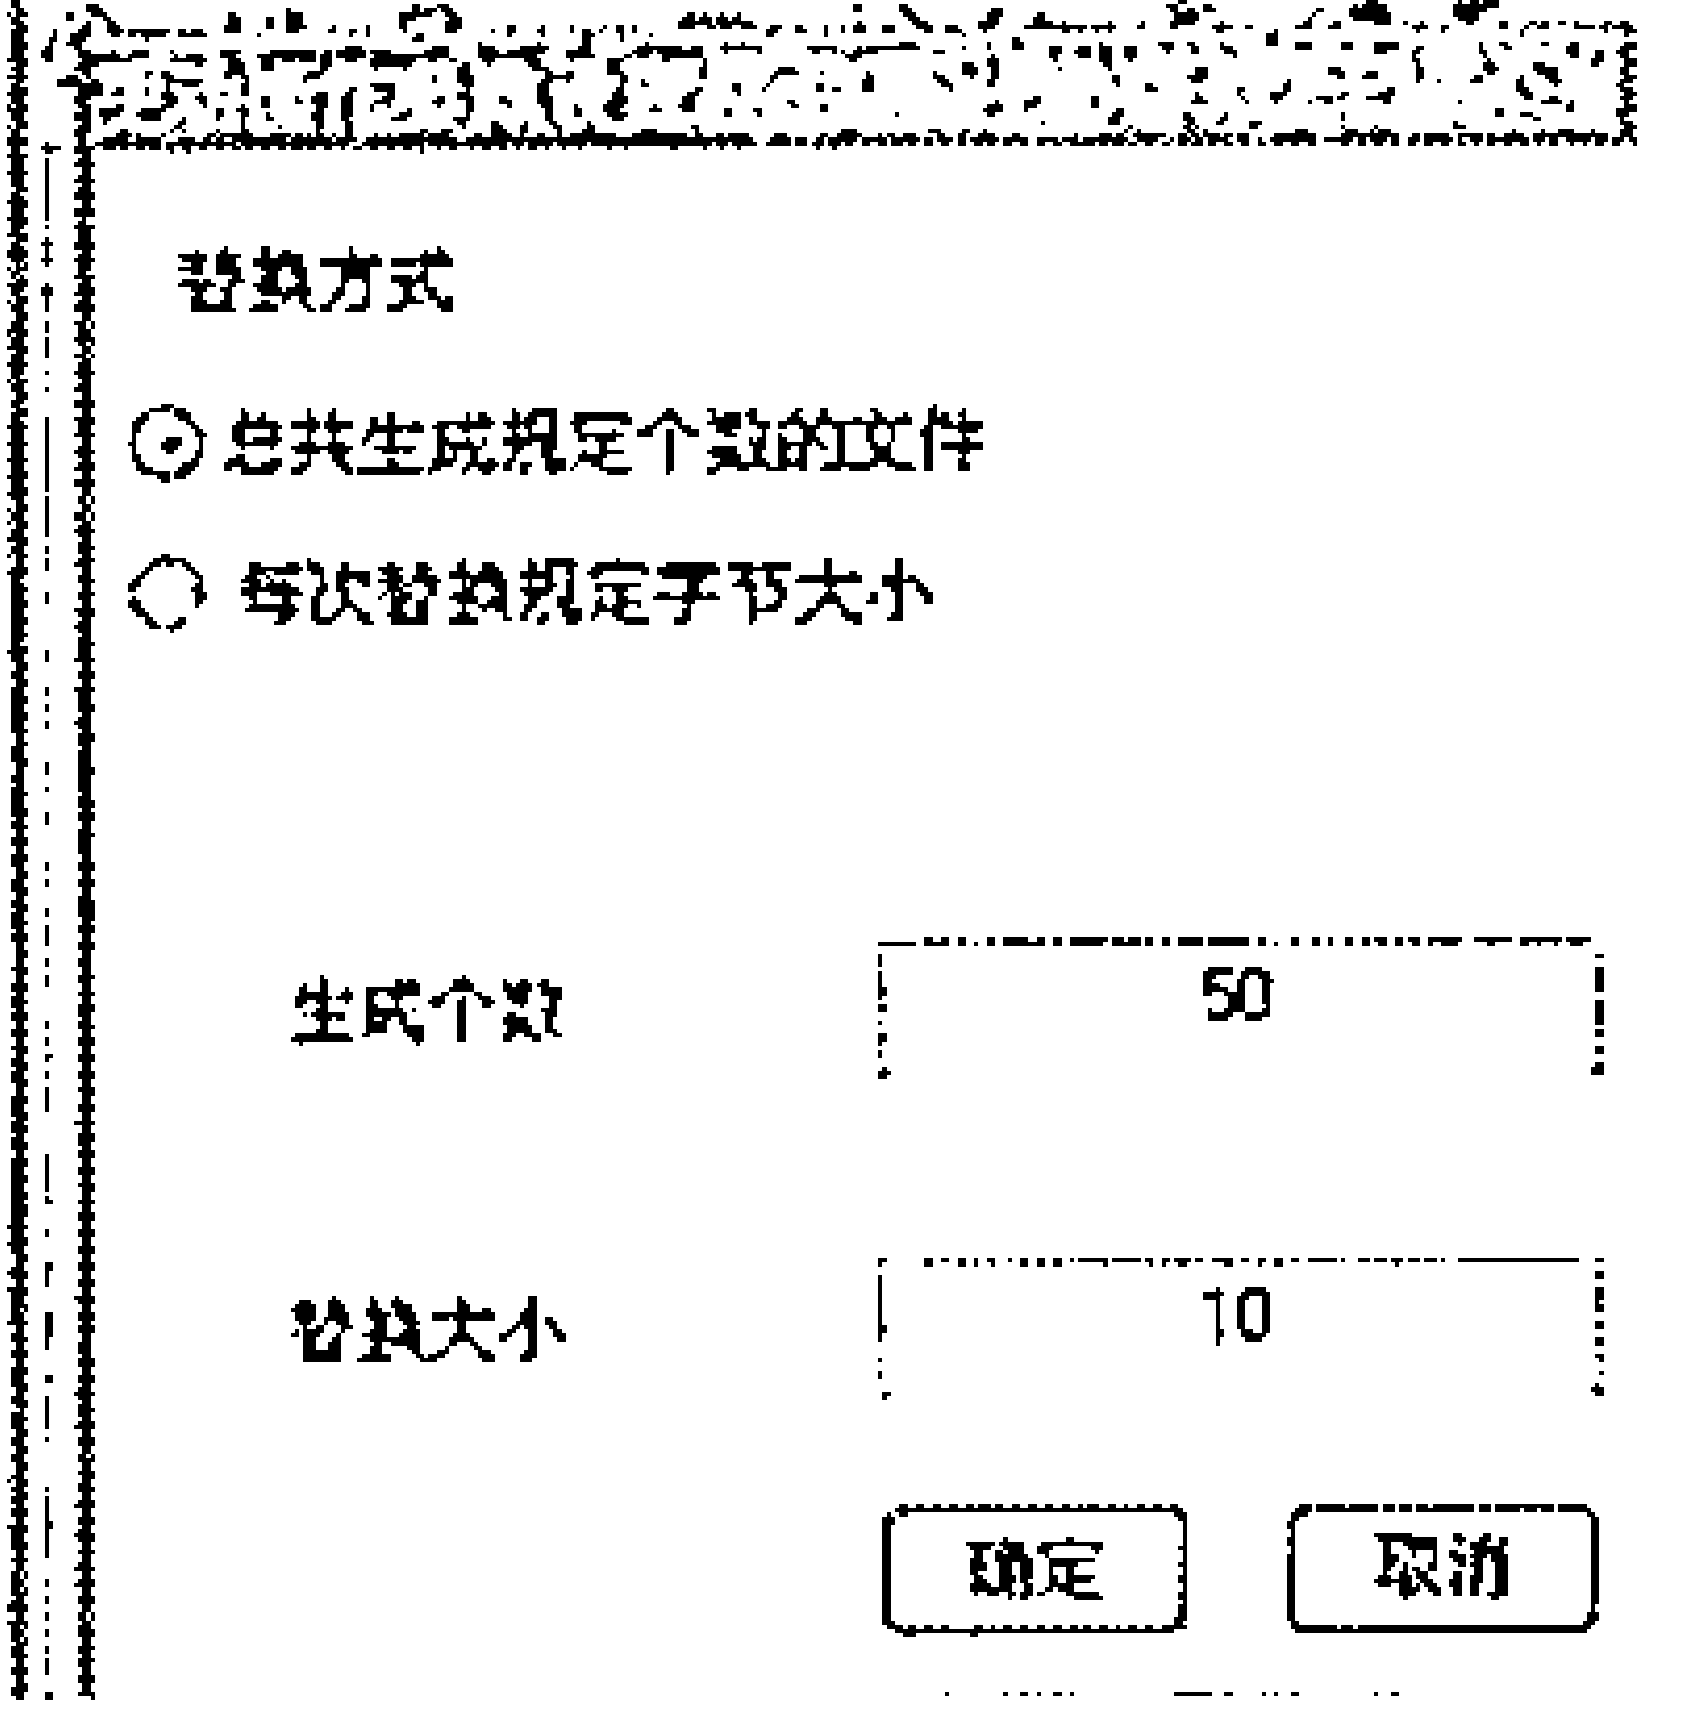 替换方式
总共生成规定个数的文件
每次替换规定字节大小
生成个数 50
替换大小 10
确定 取消